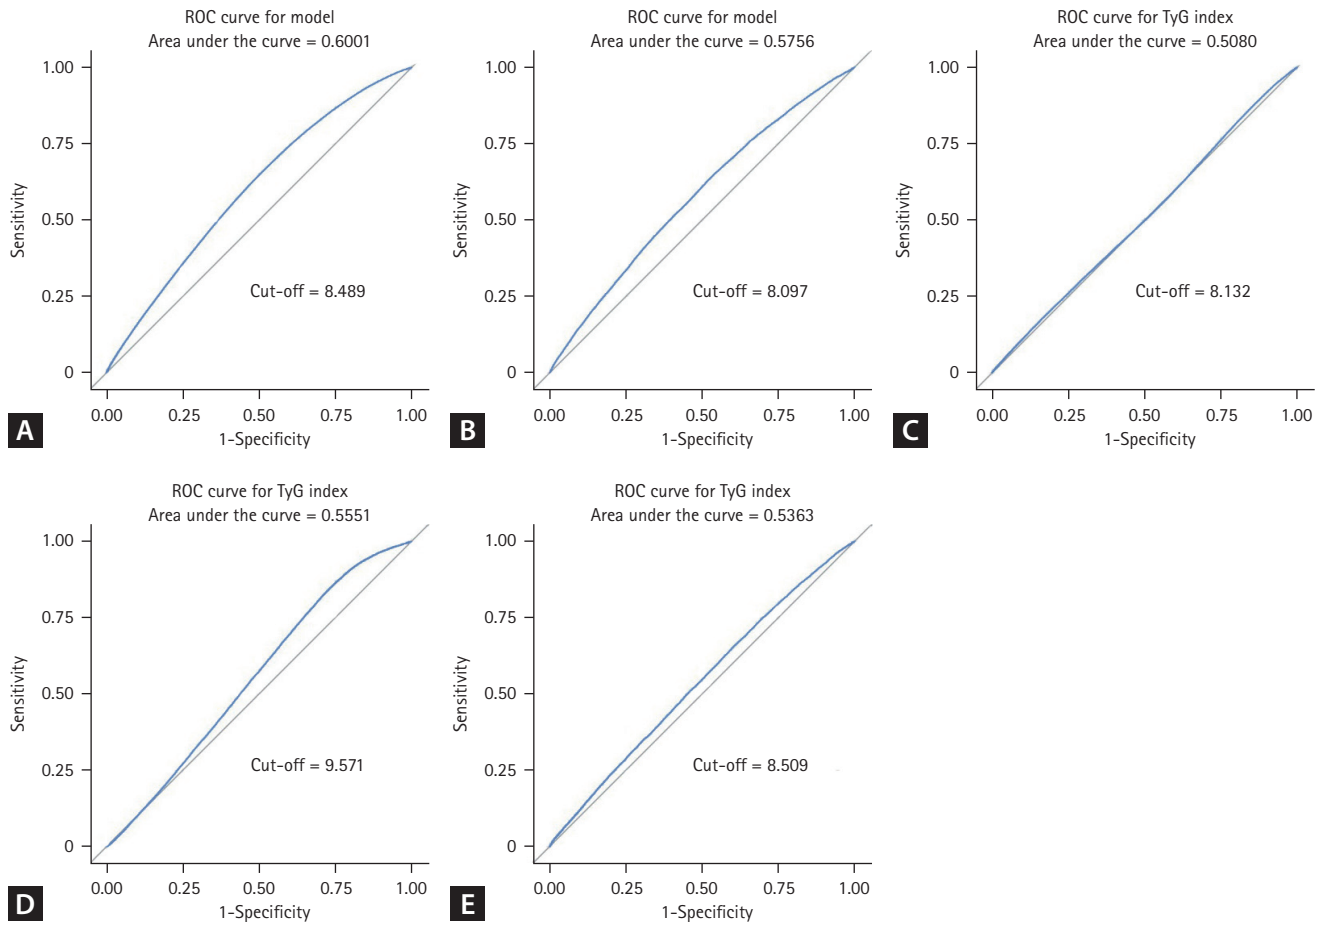 ROC curve for model
Area under the curve = 0.6001
1.00
0.75
0.50
0.25
0
Sensitivity
Cut-off = 8.489
0.00 0.25 0.50 0.75 1.00
1-Specificity
A
ROC curve for model
Area under the curve = 0.5756
1.00
0.75
0.50
0.25
0
Sensitivity
Cut-off = 8.097
0.00 0.25 0.50 0.75 1.00
1-Specificity
B
ROC curve for TyG index
Area under the curve = 0.5080
1.00
0.75
0.50
0.25
0
Sensitivity
Cut-off = 8.132
0.00 0.25 0.50 0.75 1.00
1-Specificity
C
ROC curve for TyG index
Area under the curve = 0.5551
1.00
0.75
0.50
0.25
0
Sensitivity
Cut-off = 9.571
0.00 0.25 0.50 0.75 1.00
1-Specificity
D
ROC curve for TyG index
Area under the curve = 0.5363
1.00
0.75
0.50
0.25
0
Sensitivity
Cut-off = 8.509
0.00 0.25 0.50 0.75 1.00
1-Specificity
E